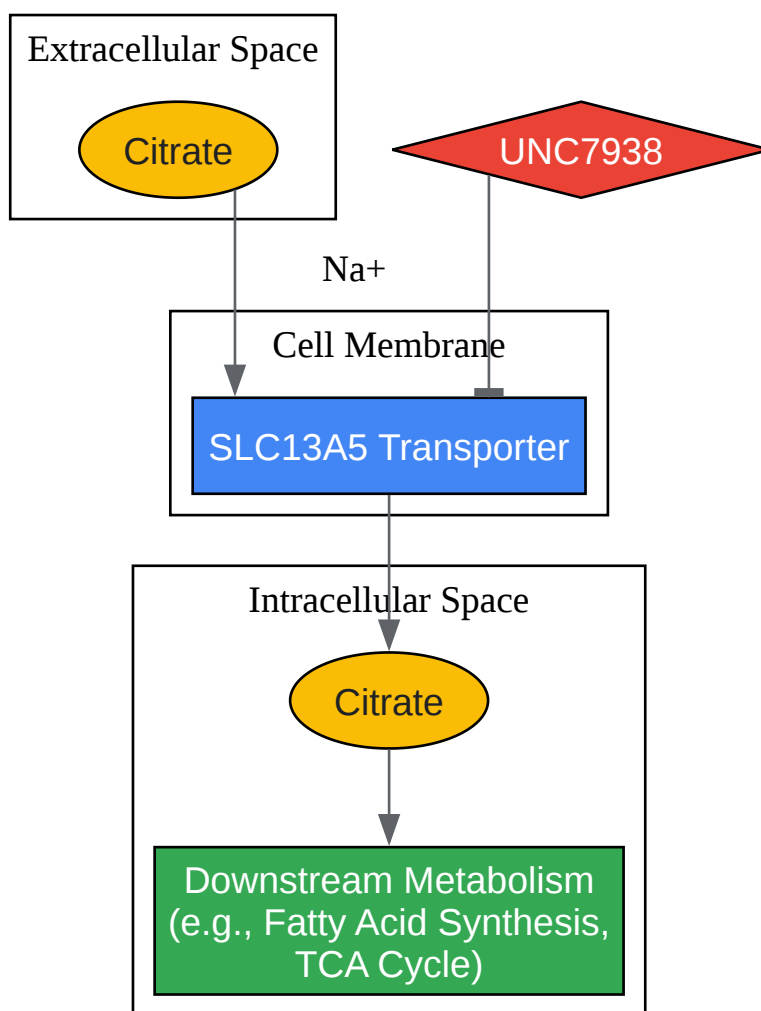 Extracellular Space
Citrate
UNC7938
Na+
Cell Membrane
SLC13A5 Transporter
Intracellular Space
Citrate
Downstream Metabolism
(e.g., Fatty Acid Synthesis,
TCA Cycle)